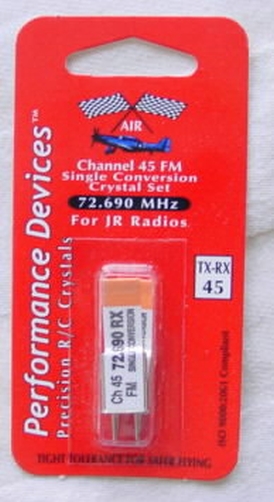 AIR
Channel 45 FM
Single Conversion
Crystal Set
72.690 MHz
For JR Radios
TX-RX
45
Performance Devices™
Precision R/C Crystals
Ch 45 72.690 RX
FM SINGLE CONVERSION
ISO 9000/2001 Compliant
TIGHT TOLERANCE FOR SAFER FLYING